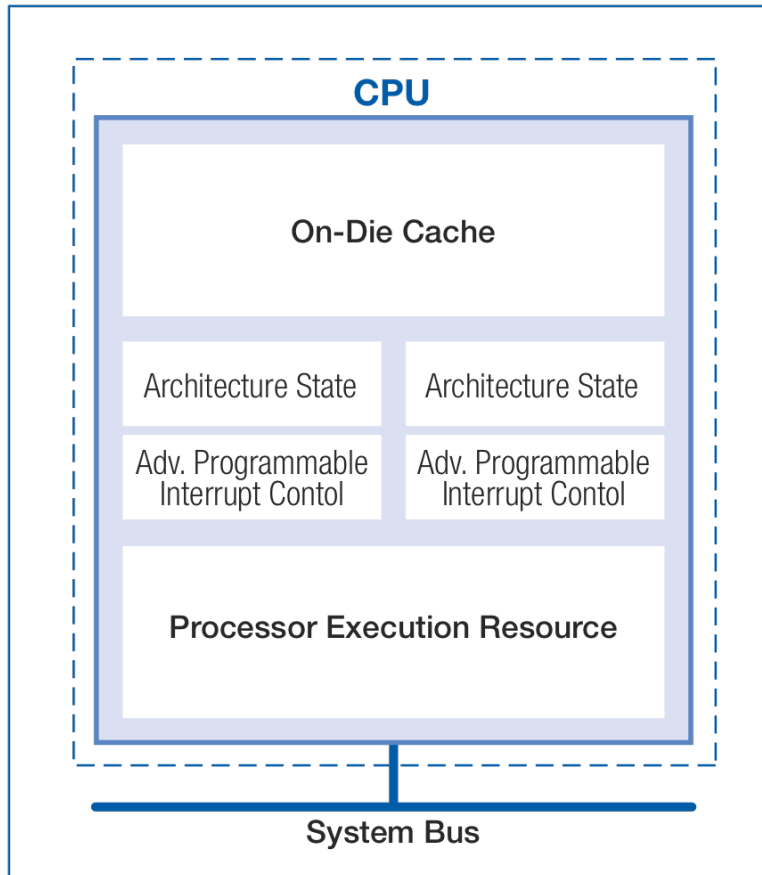 CPU
On-Die Cache
Architecture State
Architecture State
Adv. Programmable
Interrupt Contol
Adv. Programmable
Interrupt Contol
Processor Execution Resource
System Bus